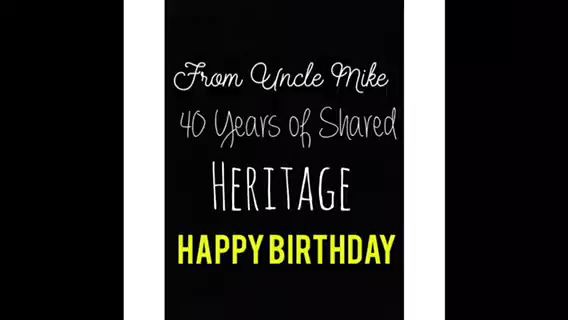 From Uncle Mike
40 Years of Shared
HERITAGE
HAPPY BIRTHDAY